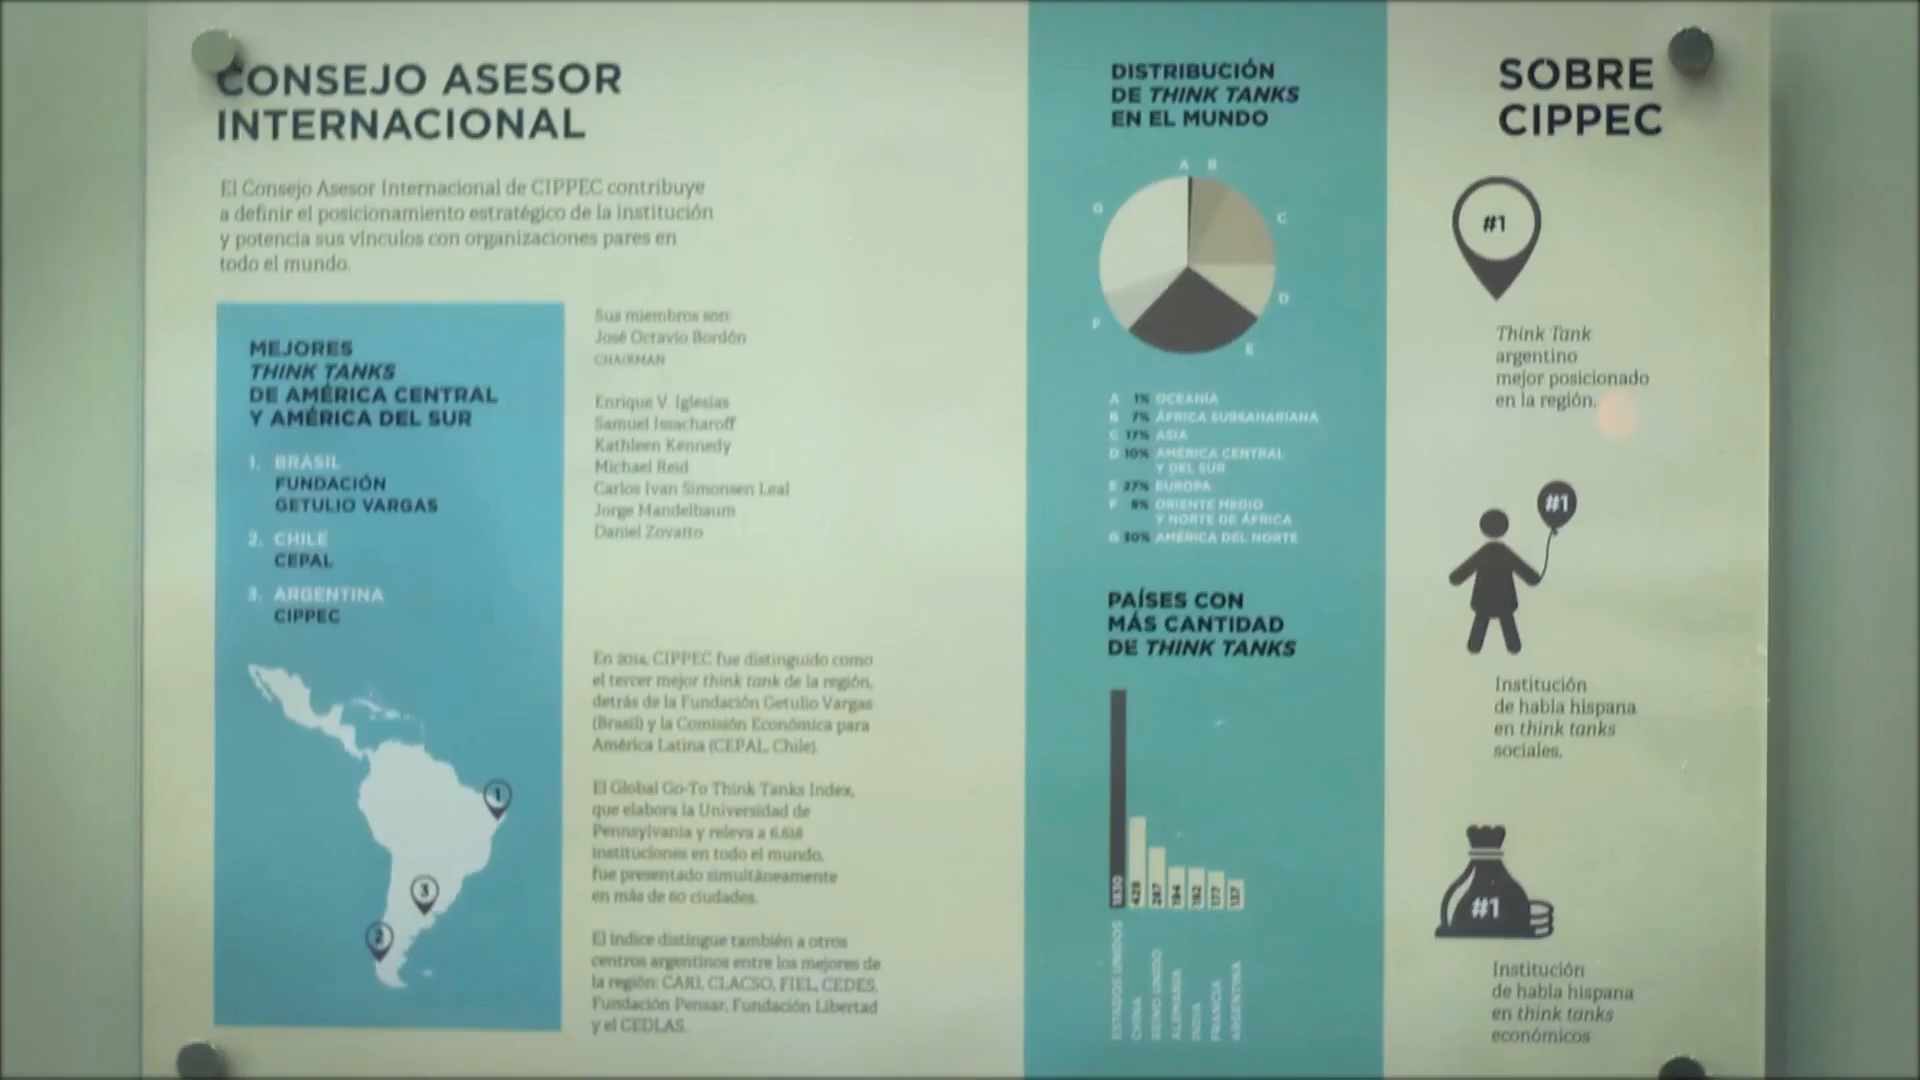 CONSEJO ASESOR
INTERNACIONAL
El Consejo Asesor Internacional de CIPPEC contribuye
a definir el posicionamiento estratégico de la institución
y potencia sus vínculos con organizaciones pares en
todo el mundo.
MEJORES
THINK TANKS
DE AMÉRICA CENTRAL
Y AMÉRICA DEL SUR
1. BRASIL
FUNDACIÓN
GETULIO VARGAS
2. CHILE
CEPAL
3. ARGENTINA
CIPPEC
1
3
2
Sus miembros son:
José Octavio Bordón
CHAIRMAN
Enrique V. Iglesias
Samuel Issacharoff
Kathleen Kennedy
Michael Reid
Carlos Ivan Simonsen Leal
Jorge Mandelbaum
Daniel Zovatto
En 2014, CIPPEC fue distinguido como
el tercer mejor think tank de la región,
detrás de la Fundación Getulio Vargas
(Brasil) y la Comisión Económica para
América Latina (CEPAL, Chile).
El Global Go-To Think Tanks Index,
que elabora la Universidad de
Pennsylvania y releva a 6.618
instituciones en todo el mundo,
fue presentado simultáneamente
en más de 60 ciudades.
El índice distingue también a otros
centros argentinos entre los mejores de
la región: CARI, CLACSO, FIEL, CEDES,
Fundación Pensar, Fundación Libertad
y el CEDLAS.
DISTRIBUCIÓN
DE THINK TANKS
EN EL MUNDO
A B
G
C
D
F
E
A 1% OCEANÍA
B 7% ÁFRICA SUBSAHARIANA
C 17% ASIA
D 10% AMÉRICA CENTRAL
Y DEL SUR
E 27% EUROPA
F 8% ORIENTE MEDIO
Y NORTE DE ÁFRICA
G 30% AMÉRICA DEL NORTE
PAÍSES CON
MÁS CANTIDAD
DE THINK TANKS
1830
429
287
194
192
177
137
ESTADOS UNIDOS
CHINA
REINO UNIDO
ALEMANIA
INDIA
FRANCIA
ARGENTINA
SOBRE
CIPPEC
#1
Think Tank
argentino
mejor posicionado
en la región.
#1
Institución
de habla hispana
en think tanks
sociales.
#1
Institución
de habla hispana
en think tanks
económicos